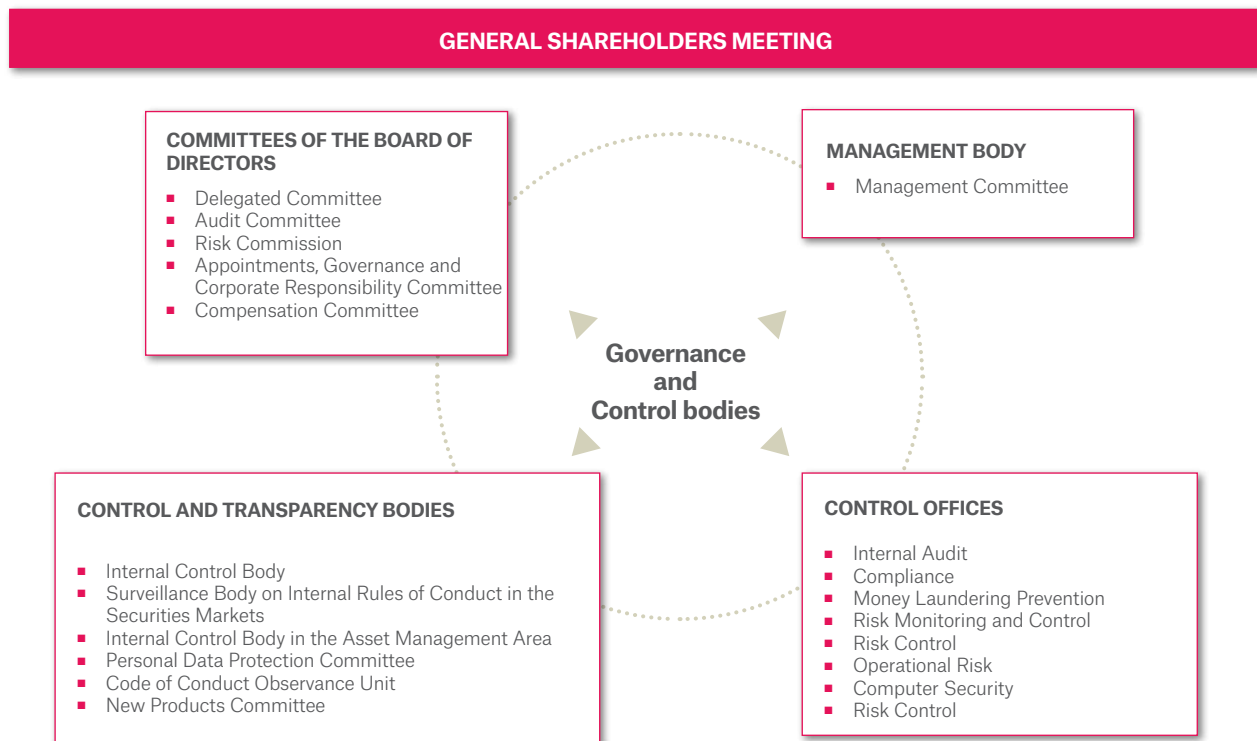 GENERAL SHAREHOLDERS MEETING
COMMITTEES OF THE BOARD OF
DIRECTORS
Delegated Committee
Audit Committee
Risk Commission
Appointments, Governance and
Corporate Responsibility Committee
Compensation Committee
MANAGEMENT BODY
Management Committee
Governance
and
Control bodies
CONTROL AND TRANSPARENCY BODIES
Internal Control Body
Surveillance Body on Internal Rules of Conduct in the
Securities Markets
Internal Control Body in the Asset Management Area
Personal Data Protection Committee
Code of Conduct Observance Unit
New Products Committee
CONTROL OFFICES
Internal Audit
Compliance
Money Laundering Prevention
Risk Monitoring and Control
Risk Control
Operational Risk
Computer Security
Risk Control